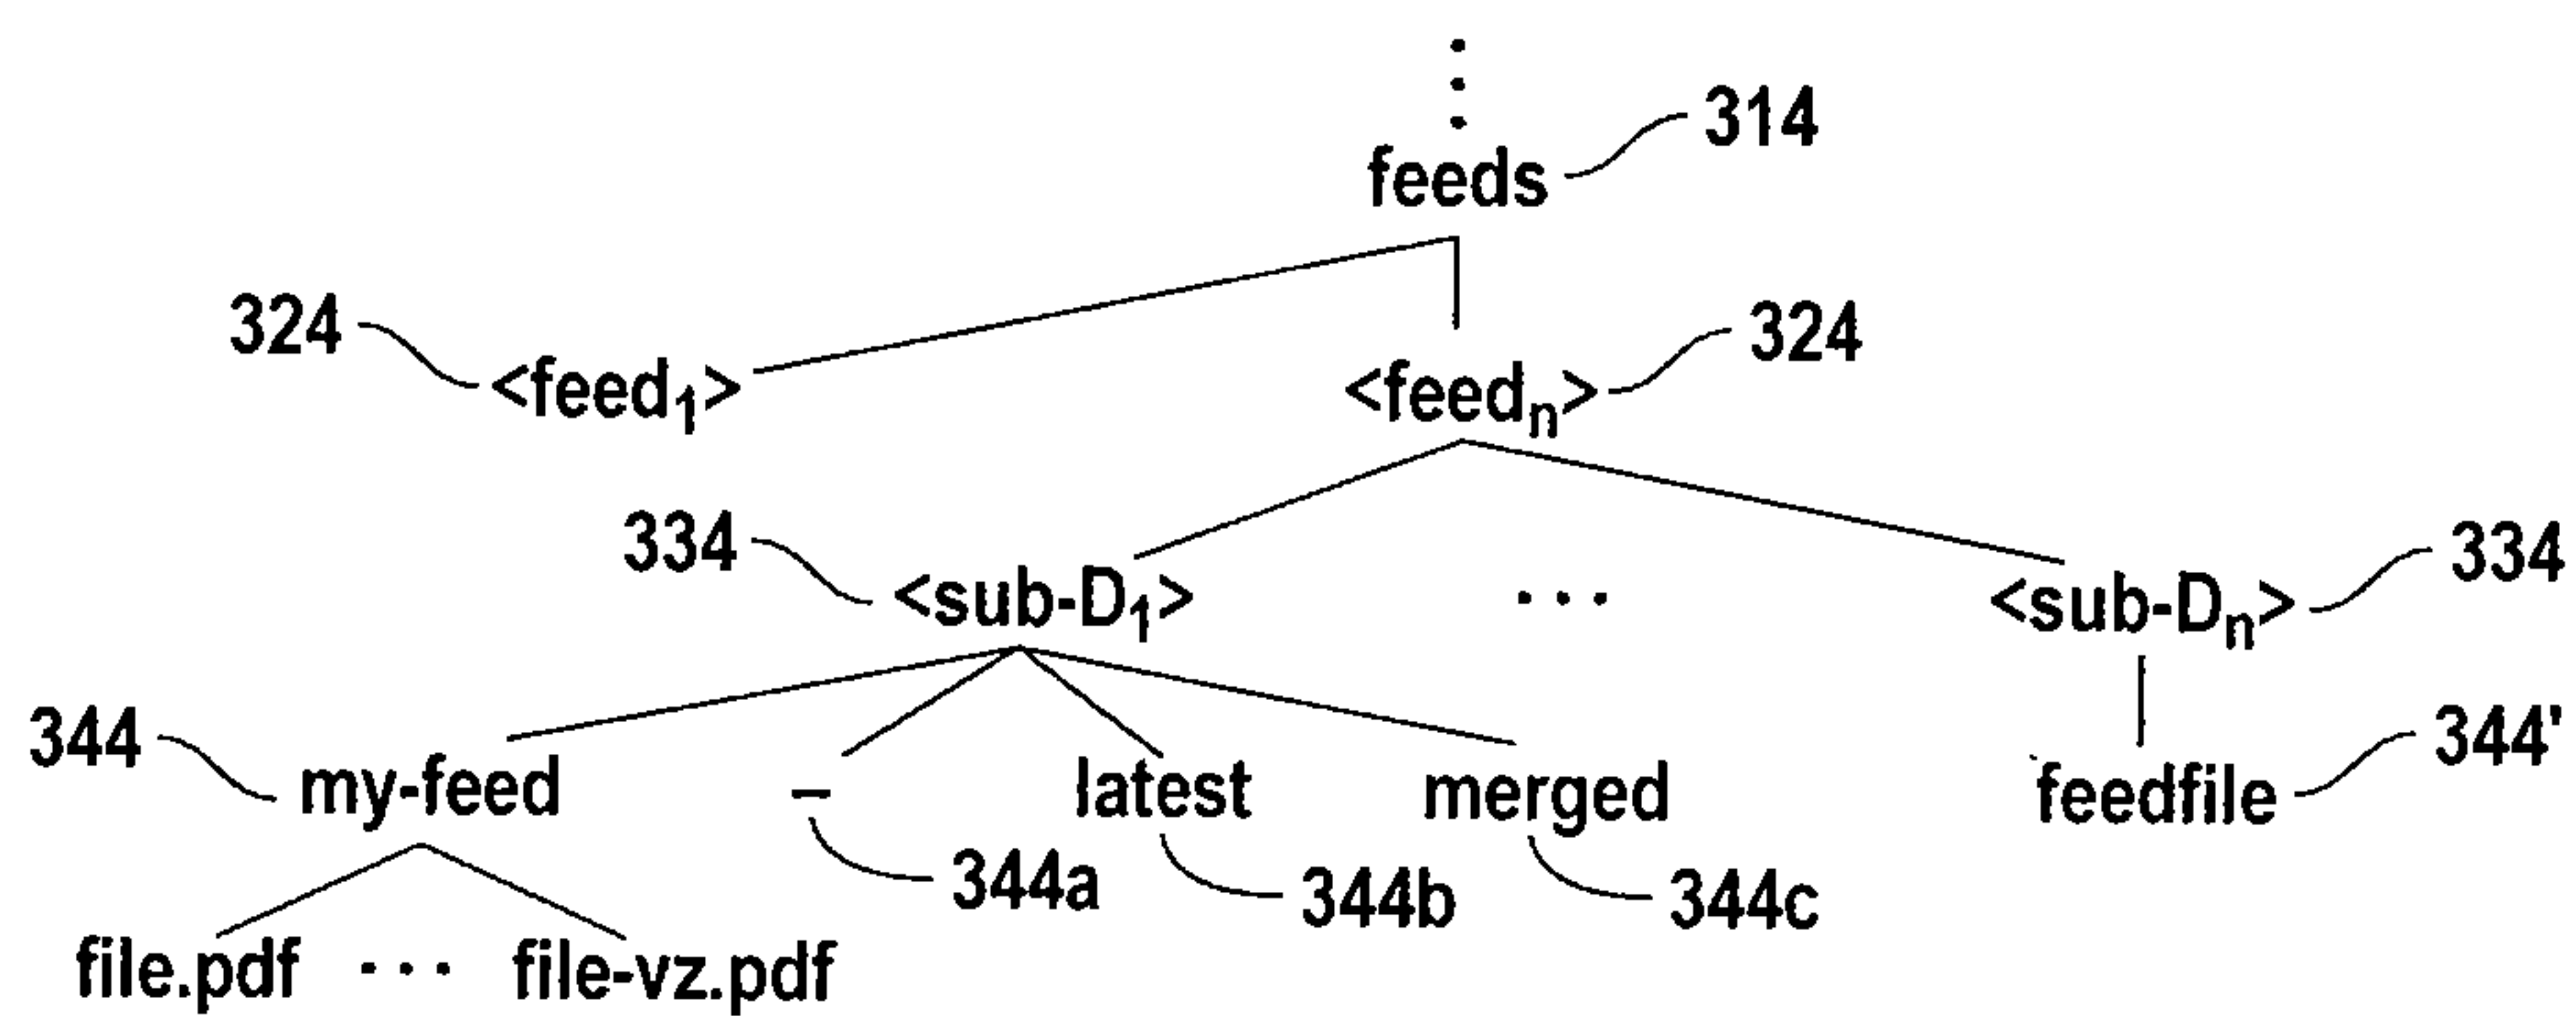 314
feeds
324
324
<feed₁>
<feedₙ>
334
334
<sub-D₁>
. . .
<sub-Dₙ>
344
344'
my-feed
–
latest
merged
feedfile
344a
344b
344c
file.pdf . . . file-vz.pdf